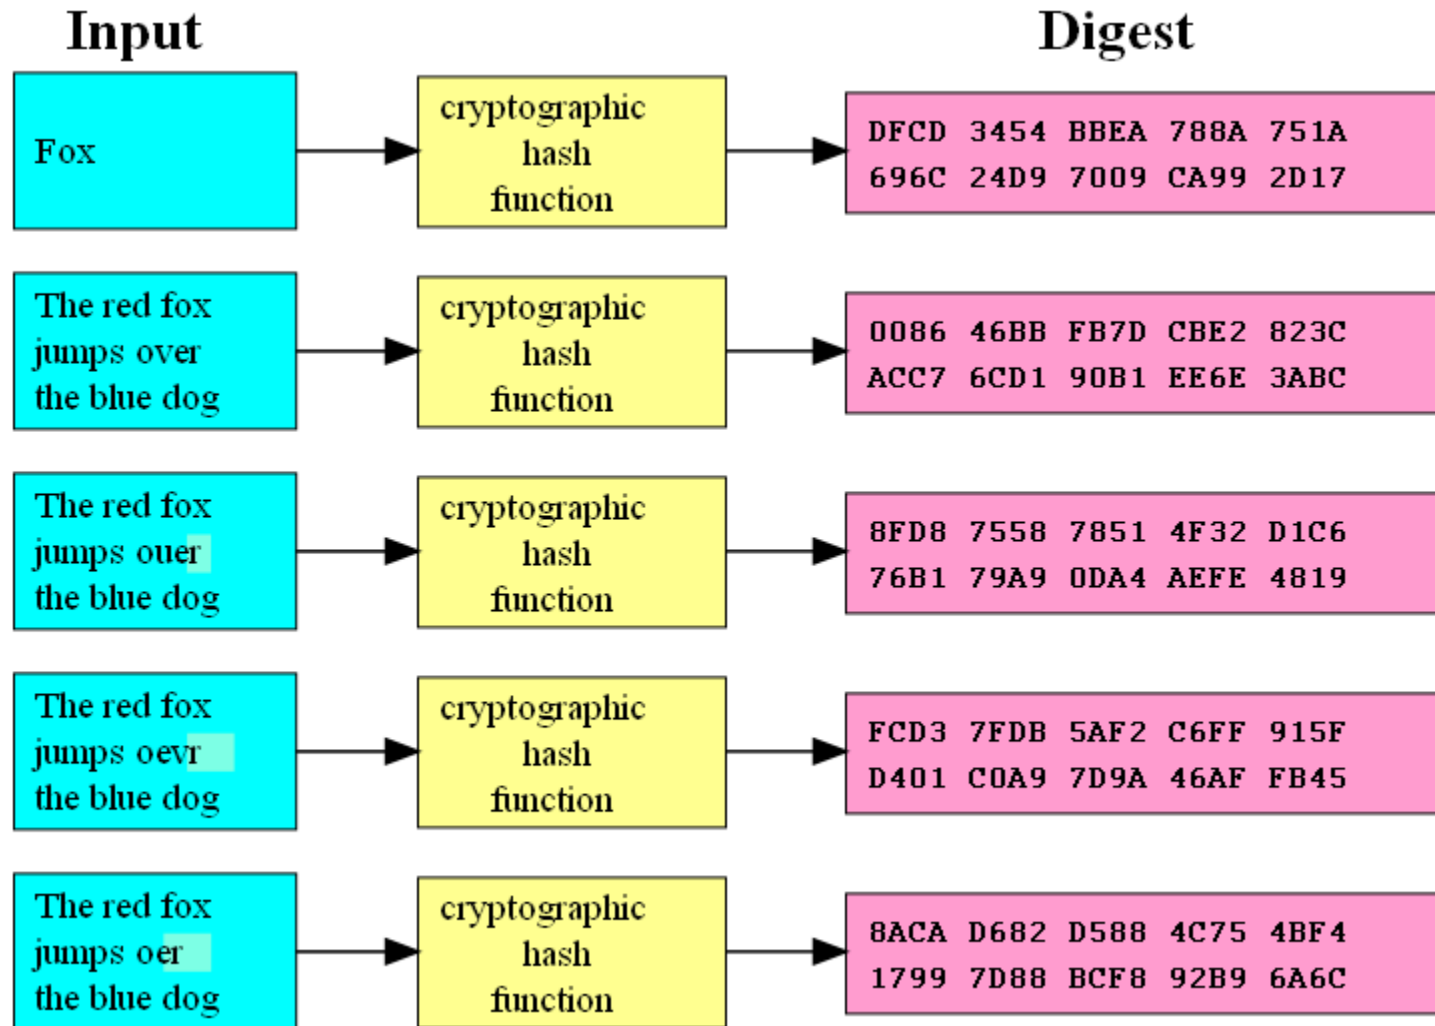 Input
Digest
Fox
cryptographic
hash
function
DFCD 3454 BBEA 788A 751A
696C 24D9 7009 CA99 2D17
The red fox
jumps over
the blue dog
cryptographic
hash
function
0086 46BB FB7D CBE2 823C
ACC7 6CD1 90B1 EE6E 3ABC
The red fox
jumps ouer
the blue dog
cryptographic
hash
function
8FD8 7558 7851 4F32 D1C6
76B1 79A9 0DA4 AEFE 4819
The red fox
jumps oevr
the blue dog
cryptographic
hash
function
FCD3 7FDB 5AF2 C6FF 915F
D401 C0A9 7D9A 46AF FB45
The red fox
jumps oer
the blue dog
cryptographic
hash
function
8ACA D682 D588 4C75 4BF4
1799 7D88 BCF8 92B9 6A6C